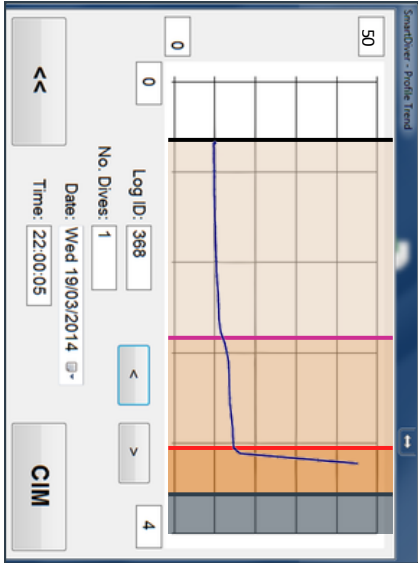 SmartDiver - Profile Trend
50
0
0
4
Log ID: 368
< >
No. Dives: 1
Date: Wed 19/03/2014
Time: 22:00:05
<<
CIM